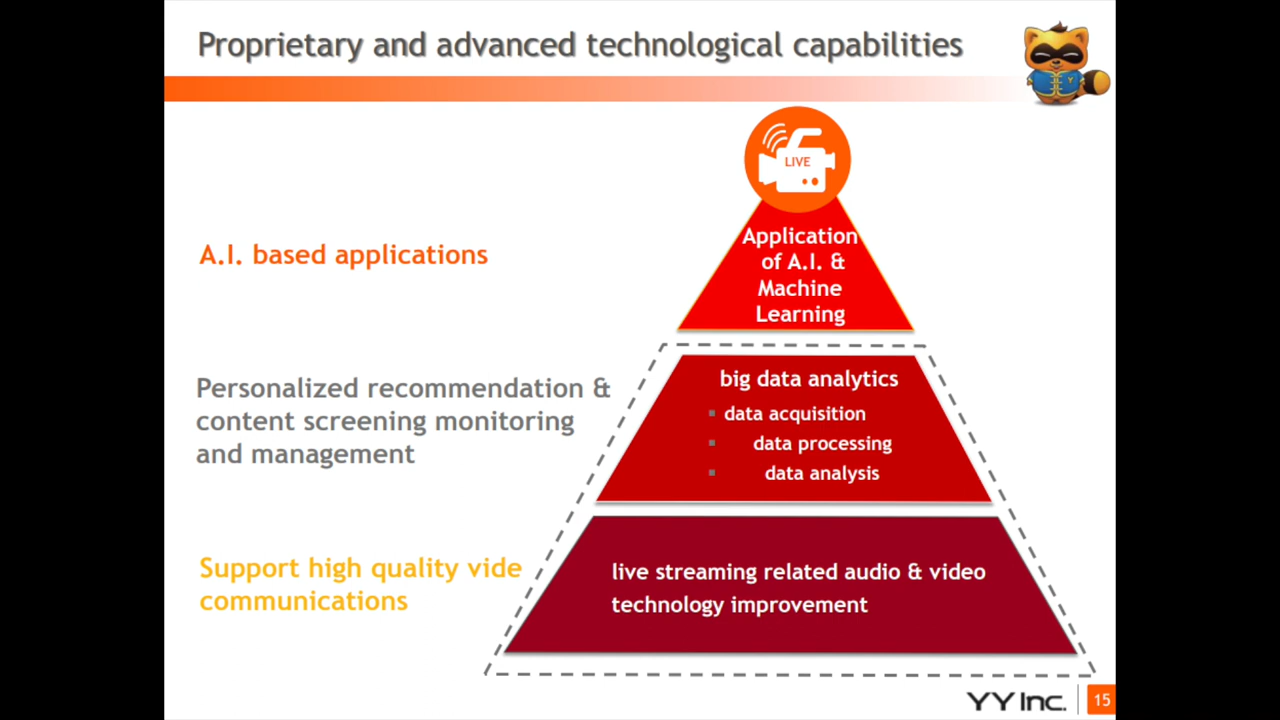 Proprietary and advanced technological capabilities
Y
LIVE
A.I. based applications
Application
of A.I. &
Machine
Learning
Personalized recommendation &
content screening monitoring
and management
big data analytics
data acquisition
data processing
data analysis
Support high quality vide
communications
live streaming related audio & video
technology improvement
YY Inc.
15